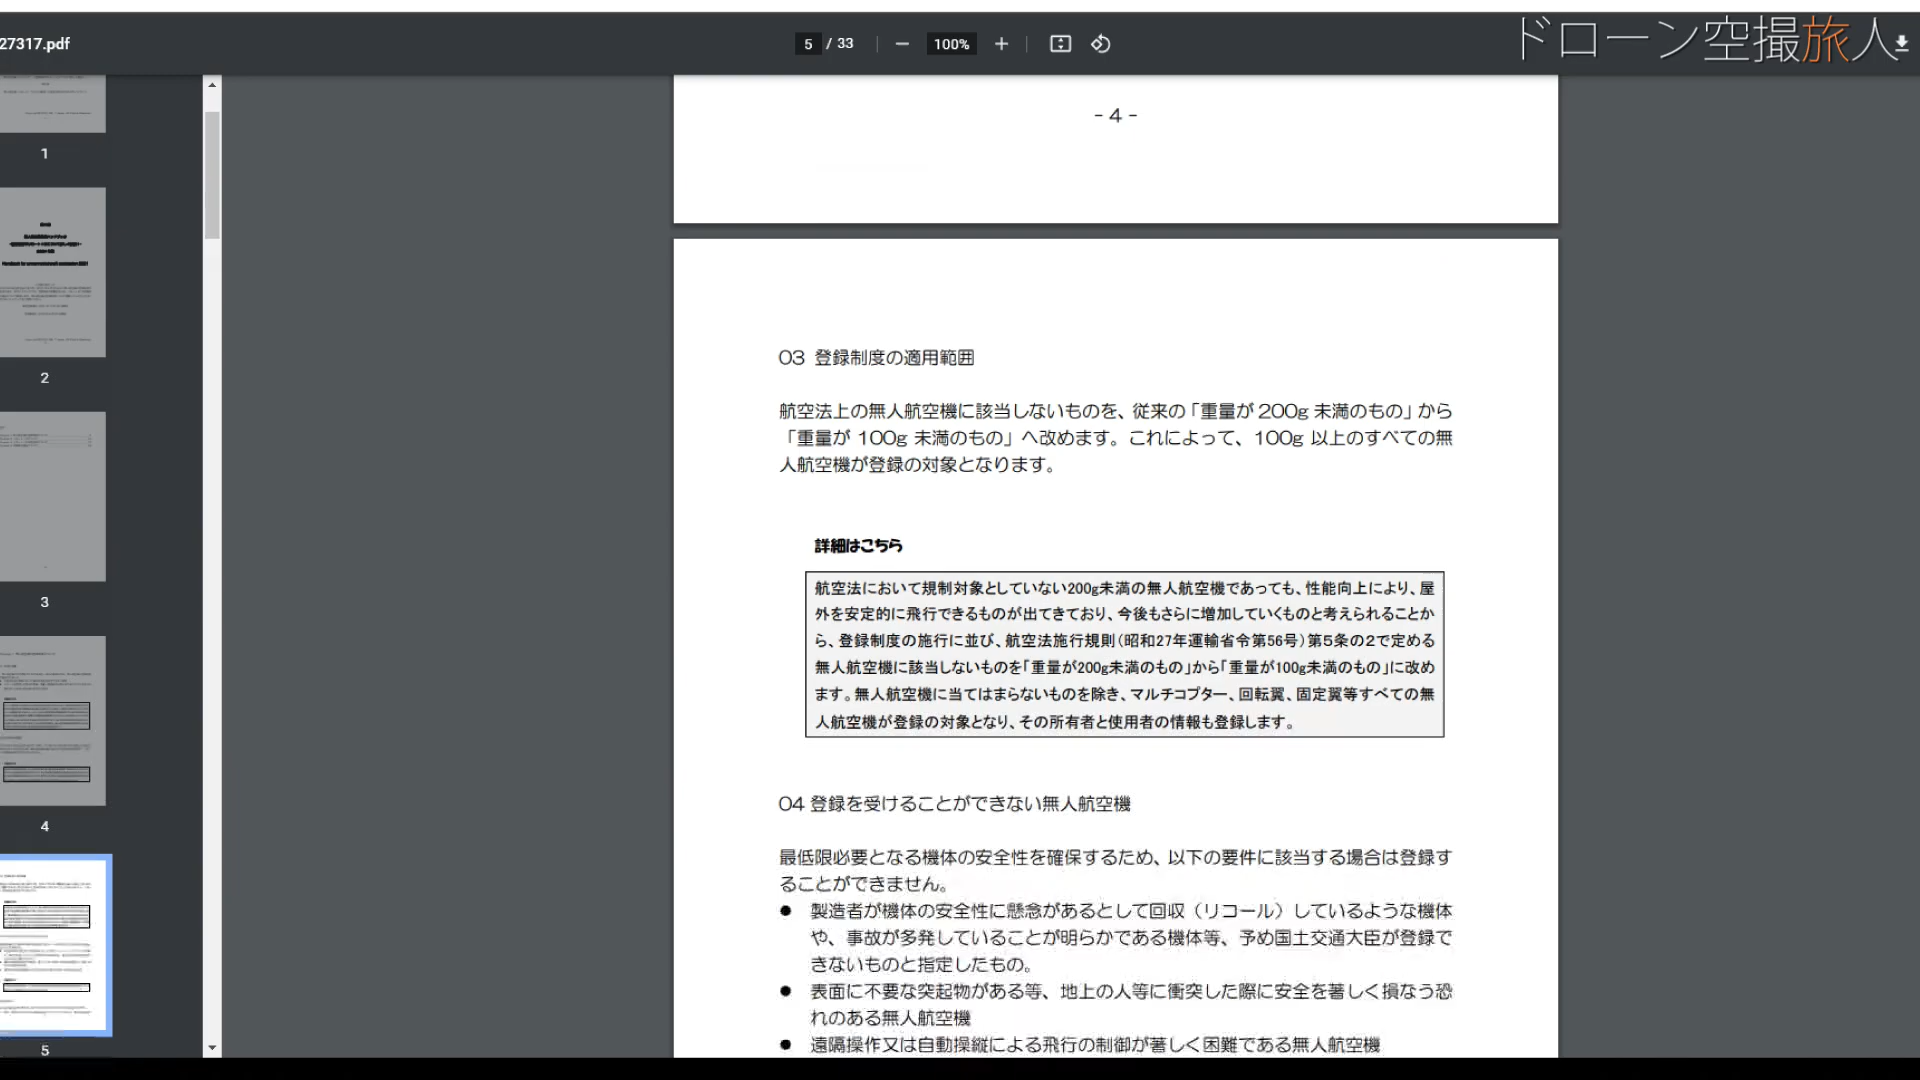 27317.pdf
5 / 33
100%
ドローン空撮旅人
1
2
3
4
5
- 4 -
03 登録制度の適用範囲
航空法上の無人航空機に該当しないものを、従来の「重量が 200g 未満のもの」から
「重量が 100g 未満のもの」へ改めます。これによって、100g 以上のすべての無
人航空機が登録の対象となります。
詳細はこちら
航空法において規制対象としていない200g未満の無人航空機であっても、性能向上により、屋
外を安定的に飛行できるものが出てきており、今後もさらに増加していくものと考えられることか
ら、登録制度の施行に並び、航空法施行規則(昭和27年運輸省令第56号)第5条の2で定める
無人航空機に該当しないものを「重量が200g未満のもの」から「重量が100g未満のもの」に改め
ます。無人航空機に当てはまらないものを除き、マルチコプター、回転翼、固定翼等すべての無
人航空機が登録の対象となり、その所有者と使用者の情報も登録します。
04 登録を受けることができない無人航空機
最低限必要となる機体の安全性を確保するため、以下の要件に該当する場合は登録す
ることができません。
● 製造者が機体の安全性に懸念があるとして回収（リコール）しているような機体
や、事故が多発していることが明らかである機体等、予め国土交通大臣が登録で
きないものと指定したもの。
● 表面に不要な突起物がある等、地上の人等に衝突した際に安全を著しく損なう恐
れのある無人航空機
● 遠隔操作又は自動操縦による飛行の制御が著しく困難である無人航空機